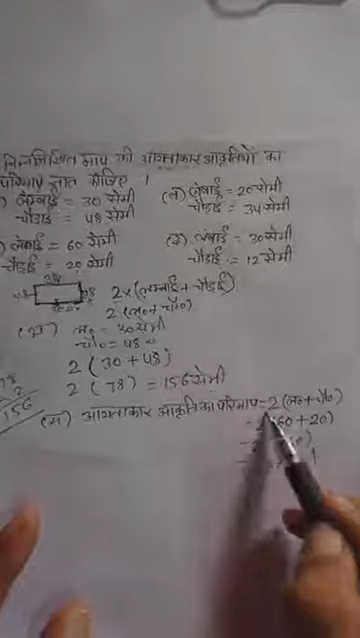 निम्नलिखित माप की आयताकार आकृतियों का
परिमाप ज्ञात कीजिए ।
लम्बाई = 30 सेमी
चौड़ाई = 48 सेमी
(ब) लंबाई = 20 सेमी
चौड़ाई = 34 सेमी
लंबाई = 60 सेमी
चौड़ाई = 20 सेमी
लंबाई = 30 सेमी
चौड़ाई = 12 सेमी
2 x (लम्बाई + चौड़ाई)
2 (ल० + चौ०)
(अ) ल० = 30 सेमी
चौ० = 48
2 (30 + 48)
2 (78) = 156 सेमी
156
(स) आयताकार आकृति का परिमाप = 2 (ल० + चौ०)
60 + 20)